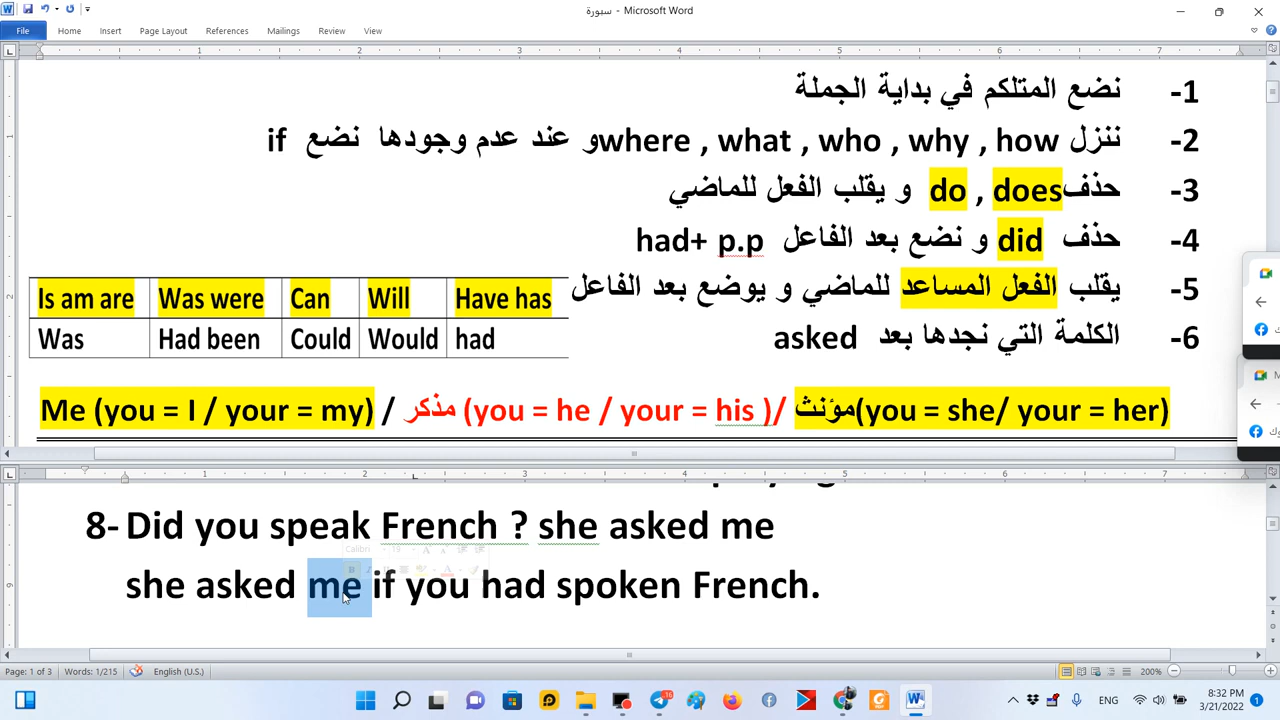 سبورة - Microsoft Word
File Home Insert Page Layout References Mailings Review View
1- نضع المتلكم في بداية الجملة
2- ننزل where , what , who , why , how و عند عدم وجودها نضع if
3- حذف do , does و يقلب الفعل للماضي
4- حذف did و نضع بعد الفاعل had+ p.p
5- يقلب الفعل المساعد للماضي و يوضع بعد الفاعل
6- الكلمة التي نجدها بعد asked
Is am are Was were Can Will Have has
Was Had been Could Would had
Me (you = I / your = my) / مذكر (you = he / your = his )/ مؤنث(you = she/ your = her)
8- Did you speak French ? she asked me
she asked me if you had spoken French.
Page: 1 of 3 Words: 1/215 English (U.S.) 200%
ENG 8:32 PM
3/21/2022